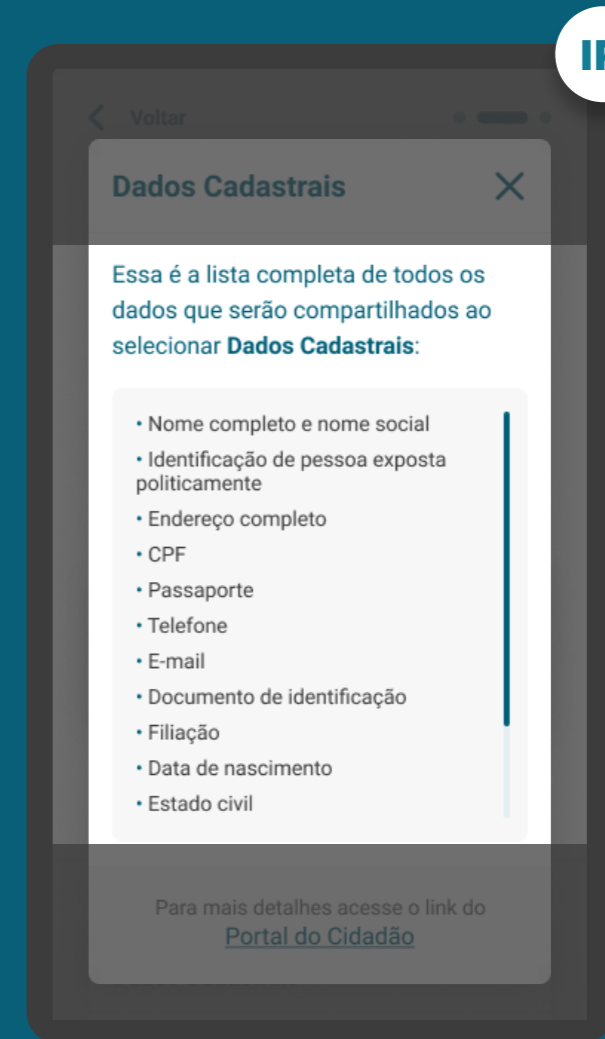 IP
Voltar
Dados Cadastrais
Essa é a lista completa de todos os
dados que serão compartilhados ao
selecionar Dados Cadastrais:
• Nome completo e nome social
• Identificação de pessoa exposta
politicamente
• Endereço completo
• CPF
• Passaporte
• Telefone
• E-mail
• Documento de identificação
• Filiação
• Data de nascimento
• Estado civil
Para mais detalhes acesse o link do
Portal do Cidadão